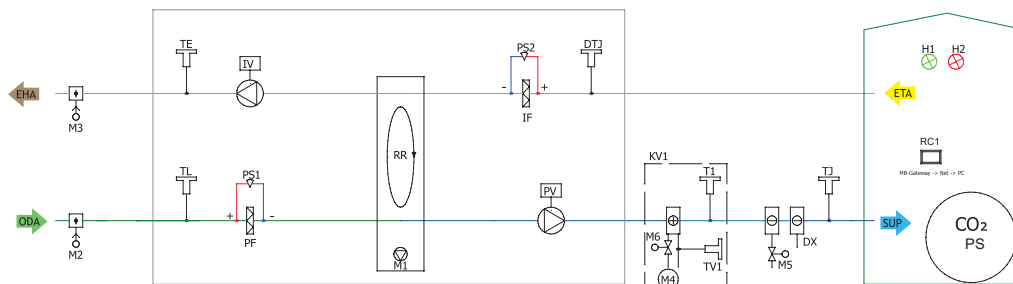 TE
IV
PS2
DTJ
H1
H2
EHA
-
+
ETA
M3
IF
RC1
MB-Gateway -> Net -> PC
RR
KV1
TL
PS1
PV
T1
TJ
ODA
+
-
SUP
CO₂
PS
M2
PF
M6
DX
M1
TV1
M5
M4